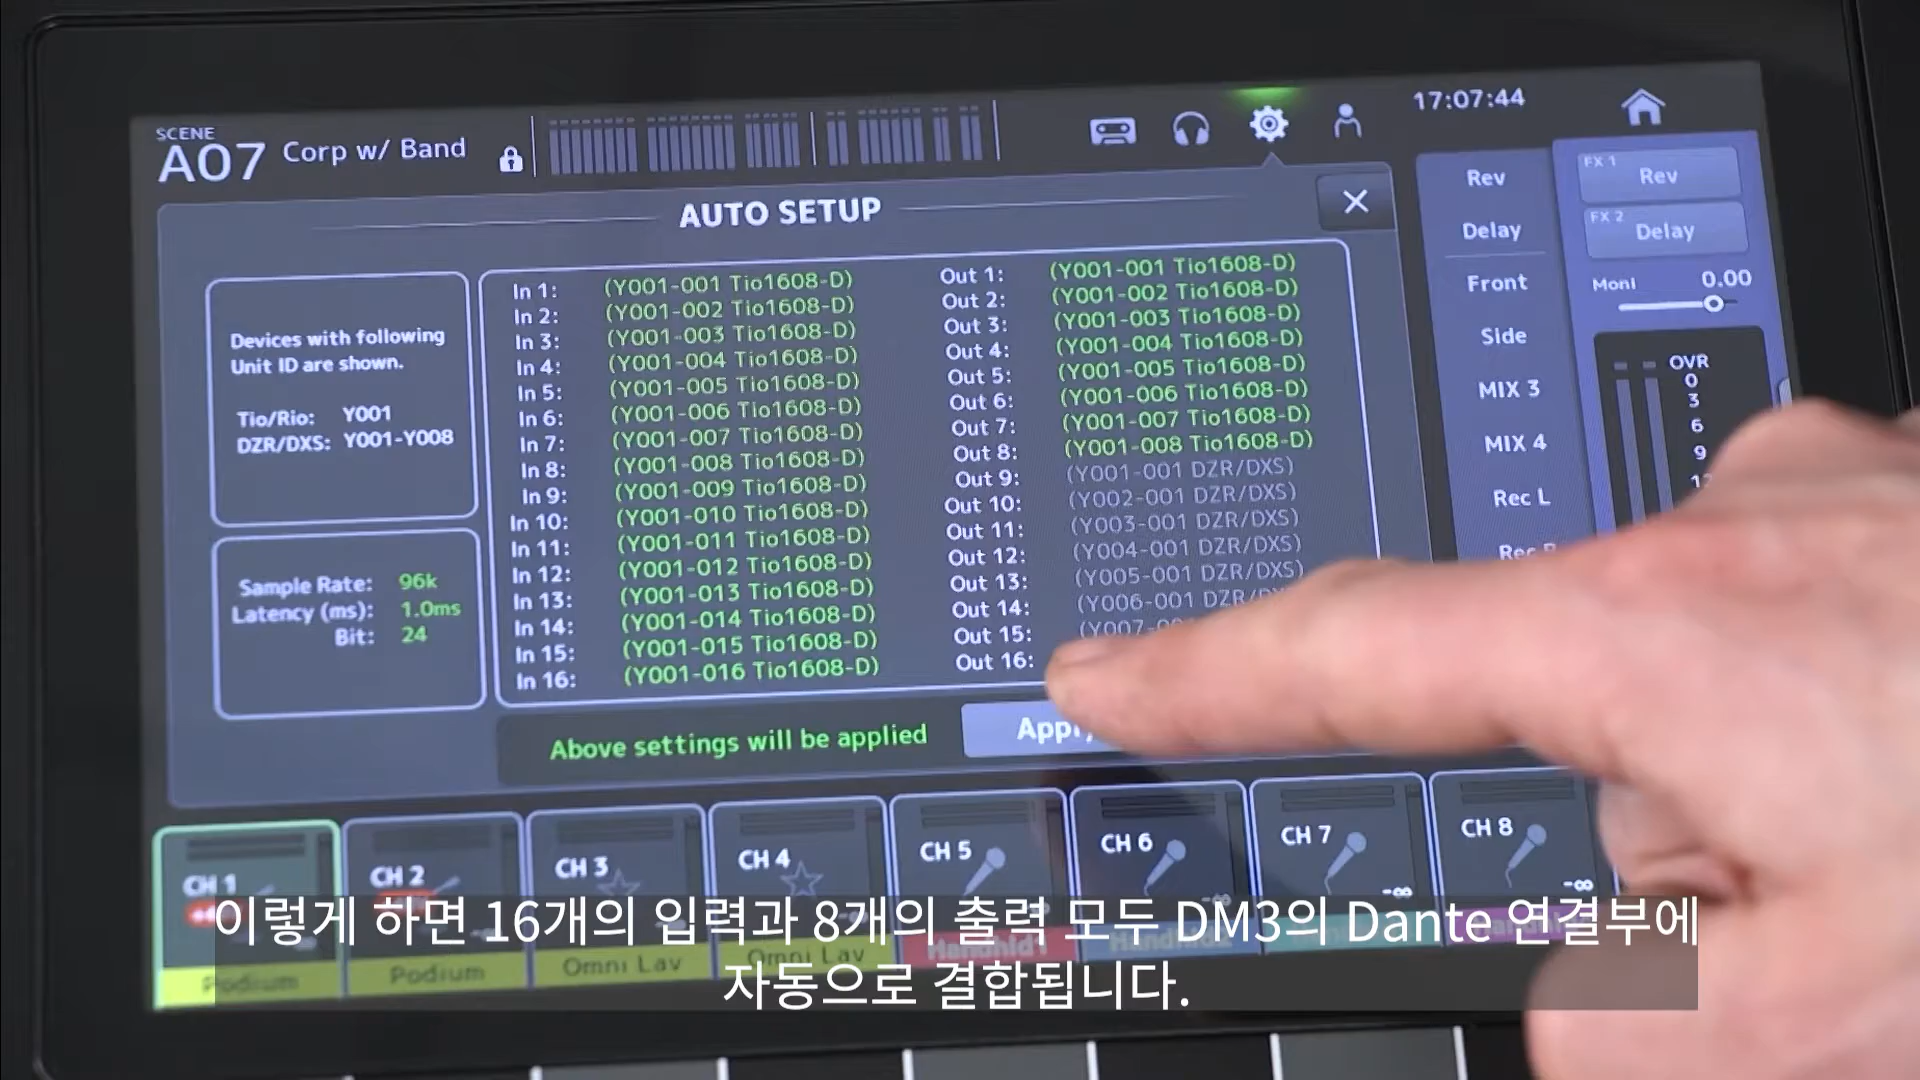 SCENE
A07 Corp w/ Band
17:07:44
AUTO SETUP
Devices with following
Unit ID are shown.
Tio/Rio: Y001
DZR/DXS: Y001-Y008
Sample Rate: 96k
Latency (ms): 1.0ms
Bit: 24
In 1: (Y001-001 Tio1608-D)
In 2: (Y001-002 Tio1608-D)
In 3: (Y001-003 Tio1608-D)
In 4: (Y001-004 Tio1608-D)
In 5: (Y001-005 Tio1608-D)
In 6: (Y001-006 Tio1608-D)
In 7: (Y001-007 Tio1608-D)
In 8: (Y001-008 Tio1608-D)
In 9: (Y001-009 Tio1608-D)
In 10: (Y001-010 Tio1608-D)
In 11: (Y001-011 Tio1608-D)
In 12: (Y001-012 Tio1608-D)
In 13: (Y001-013 Tio1608-D)
In 14: (Y001-014 Tio1608-D)
In 15: (Y001-015 Tio1608-D)
In 16: (Y001-016 Tio1608-D)
Out 1: (Y001-001 Tio1608-D)
Out 2: (Y001-002 Tio1608-D)
Out 3: (Y001-003 Tio1608-D)
Out 4: (Y001-004 Tio1608-D)
Out 5: (Y001-005 Tio1608-D)
Out 6: (Y001-006 Tio1608-D)
Out 7: (Y001-007 Tio1608-D)
Out 8: (Y001-008 Tio1608-D)
Out 9: (Y001-001 DZR/DXS)
Out 10: (Y002-001 DZR/DXS)
Out 11: (Y003-001 DZR/DXS)
Out 12: (Y004-001 DZR/DXS)
Out 13: (Y005-001 DZR/DXS)
Out 14: (Y006-001
Out 15:
Out 16:
Above settings will be applied
Apply
Rev
Delay
Front
Side
MIX 3
MIX 4
Rec L
Rec
FX 1
Rev
FX 2
Delay
Moni 0.00
OVR
0
3
6
9
12
CH 1
CH 2
CH 3
CH 4
CH 5
CH 6
CH 7
CH 8
-∞
-∞
-∞
Podium
Podium
Omni Lav
Omni Lav
이렇게 하면 16개의 입력과 8개의 출력 모두 DM3의 Dante 연결부에
자동으로 결합됩니다.